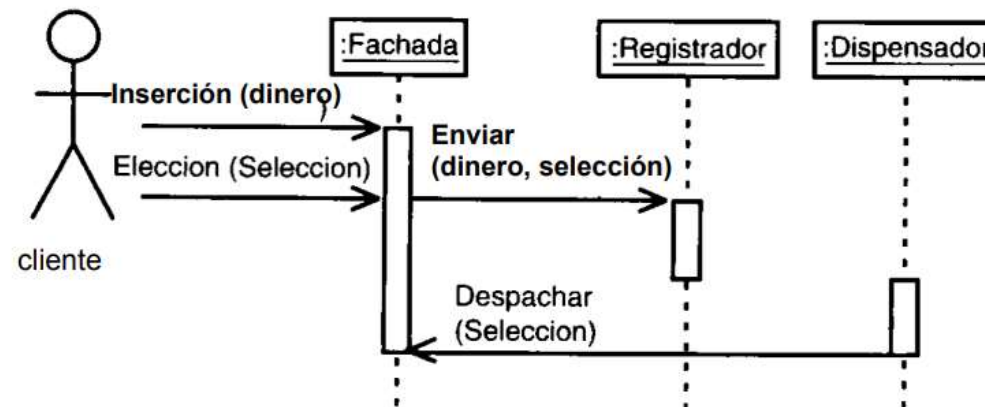 :Fachada
:Registrador
:Dispensador
Inserción (dinero)
Enviar
(dinero, selección)
Eleccion (Seleccion)
cliente
Despachar
(Seleccion)